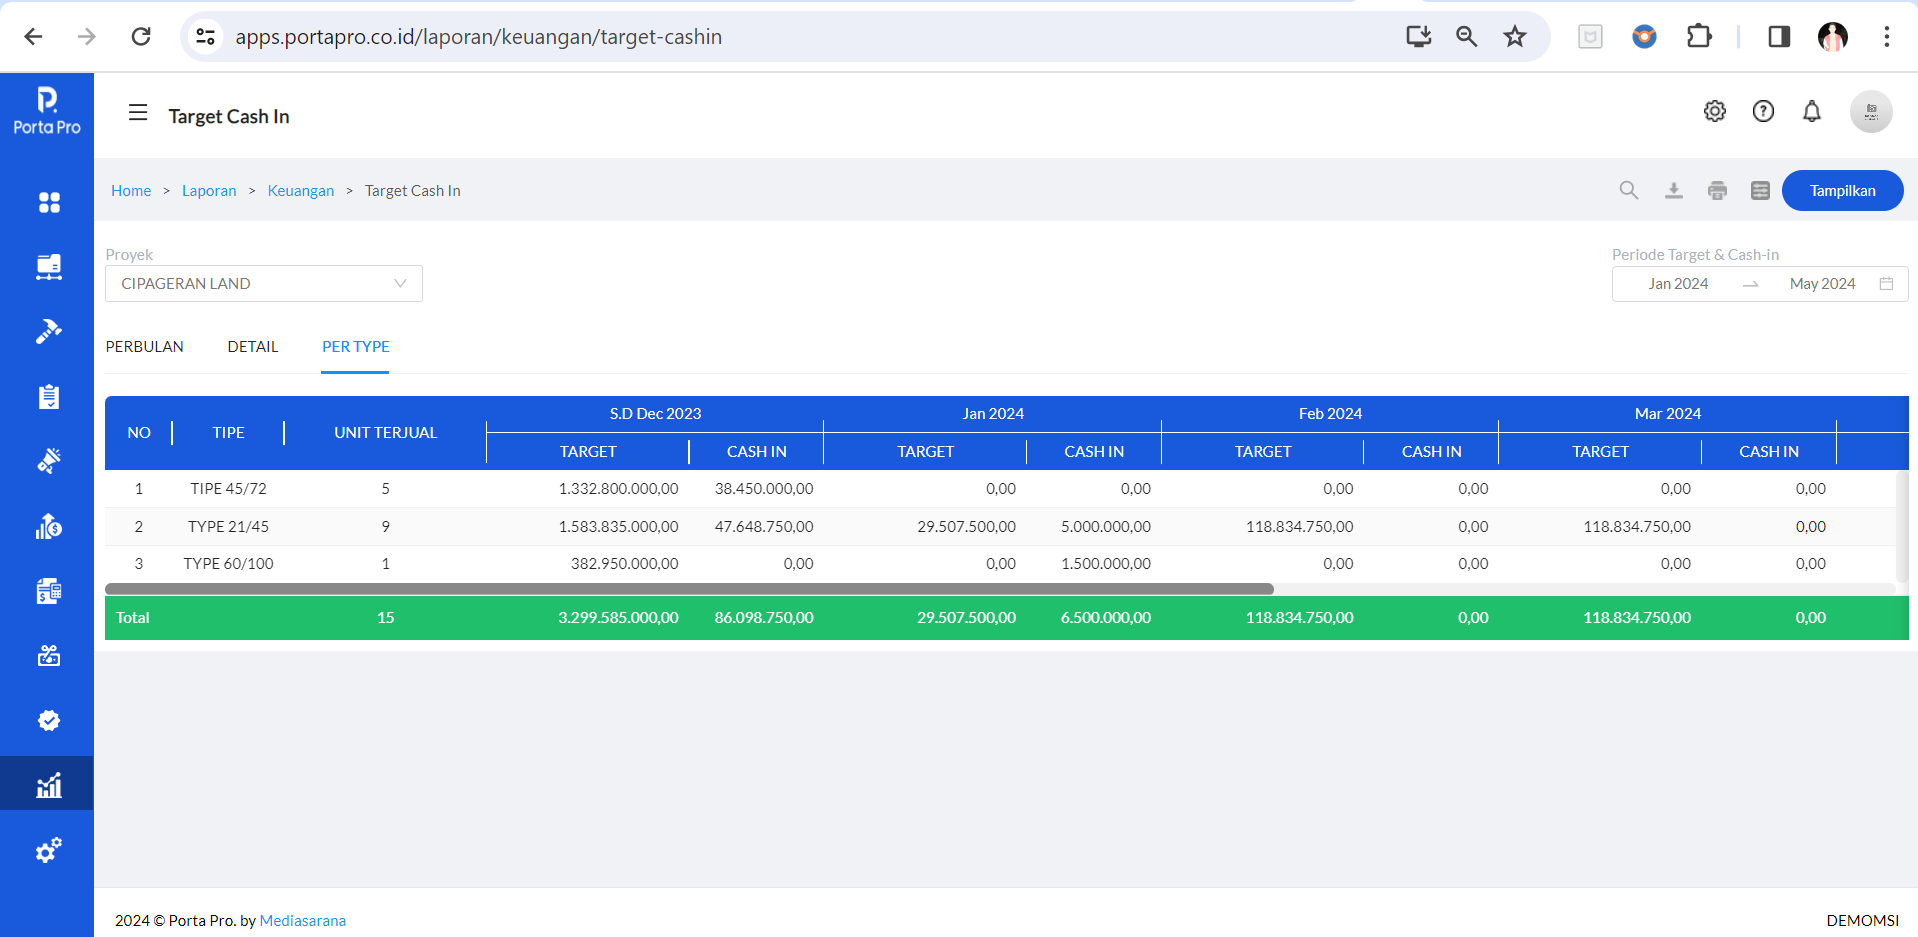 apps.portapro.co.id/laporan/keuangan/target-cashin
Porta Pro
Target Cash In
Home > Laporan > Keuangan > Target Cash In
Tampilkan
Proyek
CIPAGERAN LAND
Periode Target & Cash-in
Jan 2024 May 2024
PERBULAN DETAIL PER TYPE
NO TIPE UNIT TERJUAL S.D Dec 2023 Jan 2024 Feb 2024 Mar 2024
TARGET CASH IN TARGET CASH IN TARGET CASH IN TARGET CASH IN
1 TIPE 45/72 5 1.332.800.000,00 38.450.000,00 0,00 0,00 0,00 0,00 0,00 0,00
2 TYPE 21/45 9 1.583.835.000,00 47.648.750,00 29.507.500,00 5.000.000,00 118.834.750,00 0,00 118.834.750,00 0,00
3 TYPE 60/100 1 382.950.000,00 0,00 0,00 1.500.000,00 0,00 0,00 0,00 0,00
Total 15 3.299.585.000,00 86.098.750,00 29.507.500,00 6.500.000,00 118.834.750,00 0,00 118.834.750,00 0,00
2024 © Porta Pro. by Mediasarana
DEMOMSI